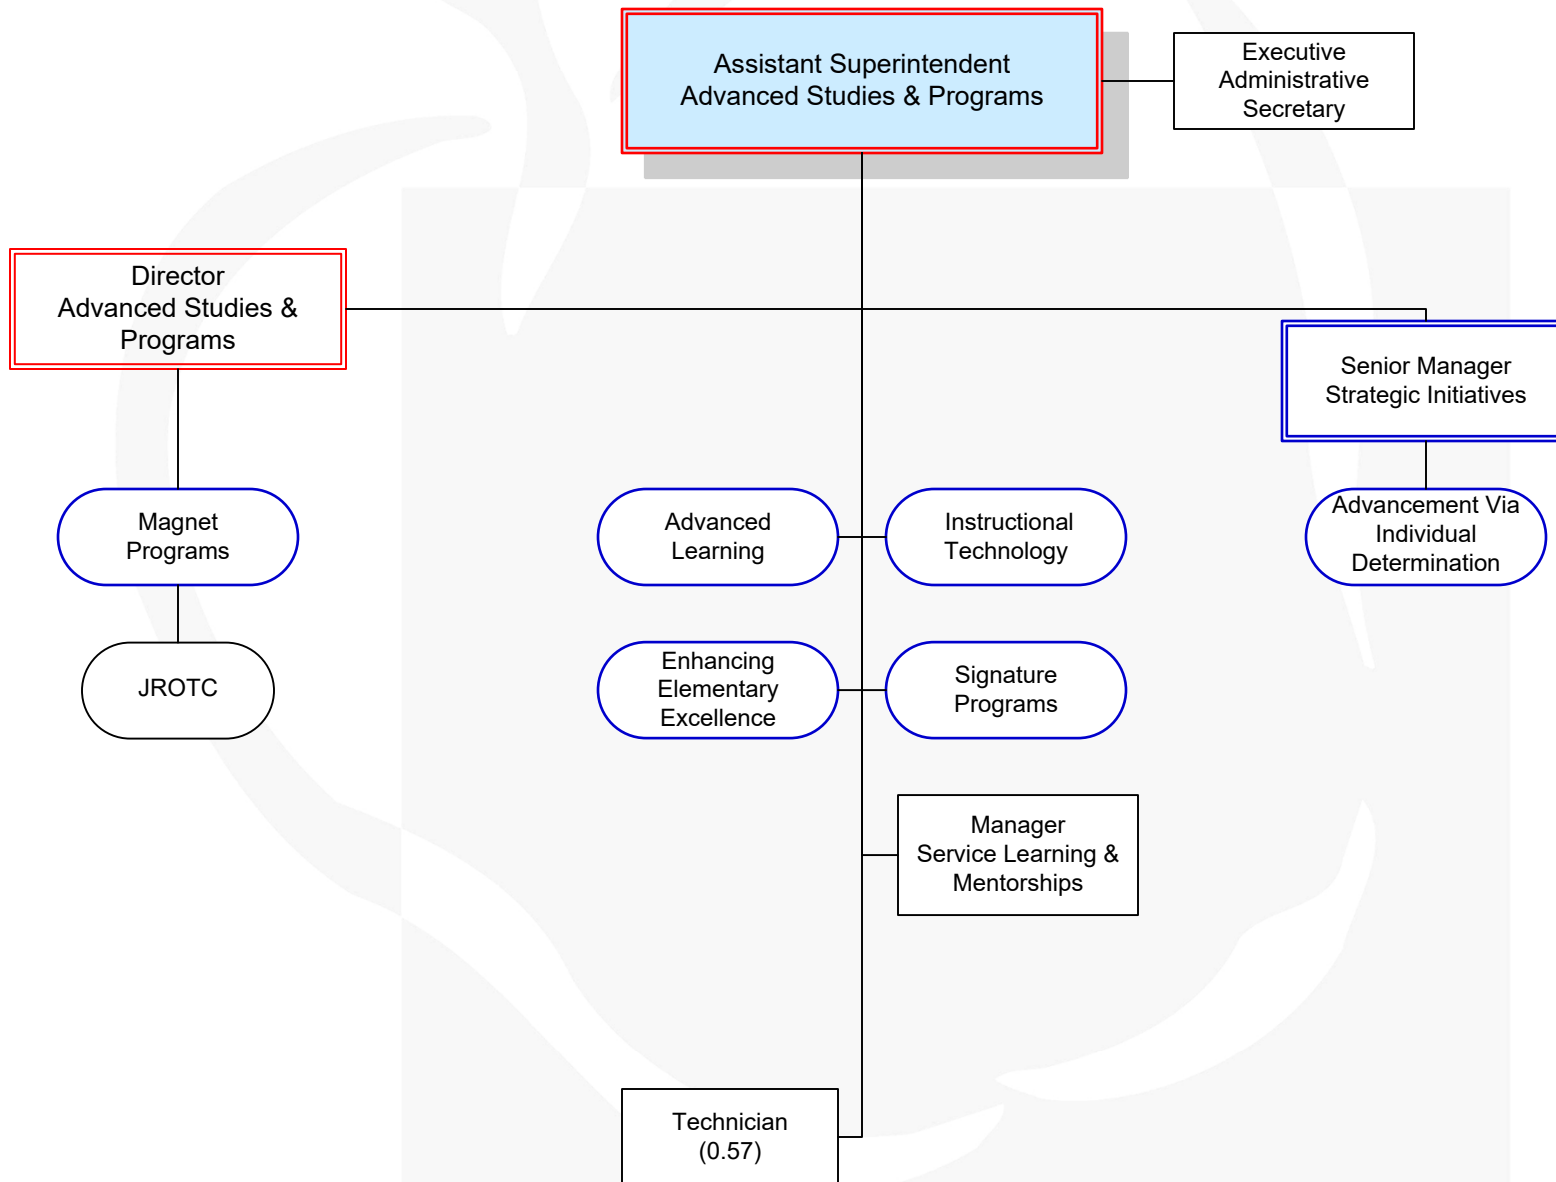 Assistant Superintendent
Advanced Studies & Programs
Executive
Administrative
Secretary
Director
Advanced Studies &
Programs
Senior Manager
Strategic Initiatives
Magnet
Programs
Advanced
Learning
Instructional
Technology
Advancement Via
Individual
Determination
JROTC
Enhancing
Elementary
Excellence
Signature
Programs
Manager
Service Learning &
Mentorships
Technician
(0.57)